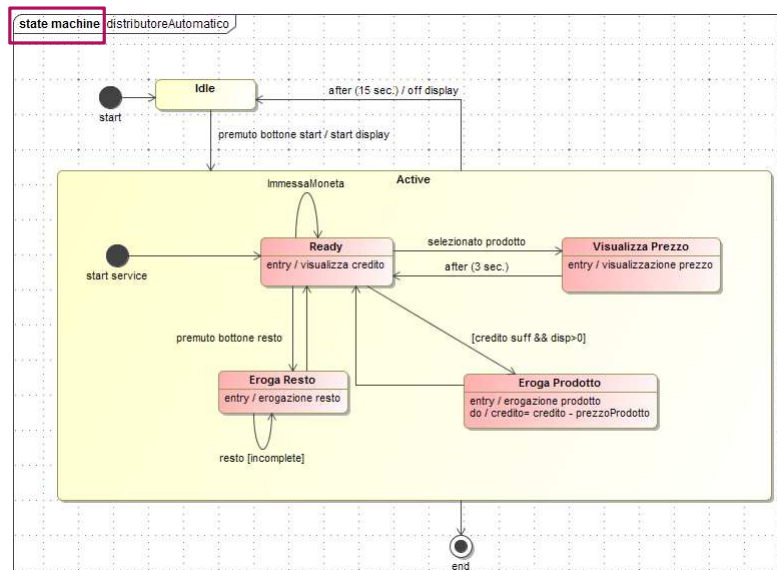 state machine distributoreAutomatico
Idle
after (15 sec.) / off display
start
premuto bottone start / start display
Active
ImmessaMoneta
Ready
entry / visualizza credito
selezionato prodotto
Visualizza Prezzo
entry / visualizzazione prezzo
after (3 sec.)
start service
premuto bottone resto
[credito suff && disp>0]
Eroga Resto
entry / erogazione resto
Eroga Prodotto
entry / erogazione prodotto
do / credito= credito - prezzoProdotto
resto [incomplete]
end